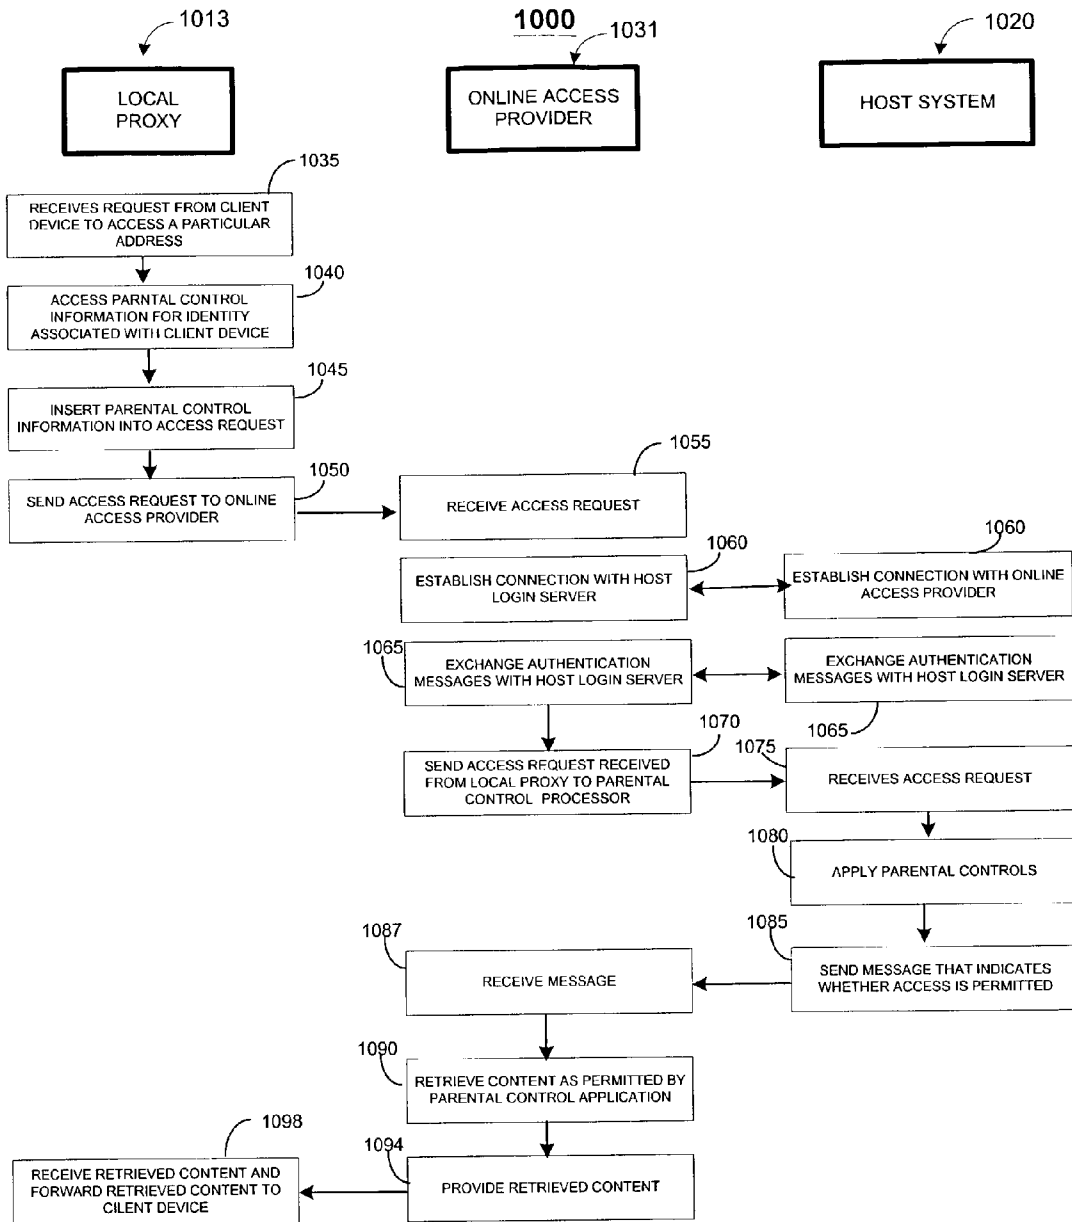 1000
1013
1031
1020
LOCAL
PROXY
ONLINE ACCESS
PROVIDER
HOST SYSTEM
1035
RECEIVES REQUEST FROM CLIENT
DEVICE TO ACCESS A PARTICULAR
ADDRESS
1040
ACCESS PARNTAL CONTROL
INFORMATION FOR IDENTITY
ASSOCIATED WITH CLIENT DEVICE
1045
INSERT PARENTAL CONTROL
INFORMATION INTO ACCESS REQUEST
1050
SEND ACCESS REQUEST TO ONLINE
ACCESS PROVIDER
1055
RECEIVE ACCESS REQUEST
1060
ESTABLISH CONNECTION WITH HOST
LOGIN SERVER
1060
ESTABLISH CONNECTION WITH ONLINE
ACCESS PROVIDER
1065
EXCHANGE AUTHENTICATION
MESSAGES WITH HOST LOGIN SERVER
EXCHANGE AUTHENTICATION
MESSAGES WITH HOST LOGIN SERVER
1065
1070
SEND ACCESS REQUEST RECEIVED
FROM LOCAL PROXY TO PARENTAL
CONTROL PROCESSOR
1075
RECEIVES ACCESS REQUEST
1080
APPLY PARENTAL CONTROLS
1085
SEND MESSAGE THAT INDICATES
WHETHER ACCESS IS PERMITTED
1087
RECEIVE MESSAGE
1090
RETRIEVE CONTENT AS PERMITTED BY
PARENTAL CONTROL APPLICATION
1094
PROVIDE RETRIEVED CONTENT
1098
RECEIVE RETRIEVED CONTENT AND
FORWARD RETRIEVED CONTENT TO
CILENT DEVICE